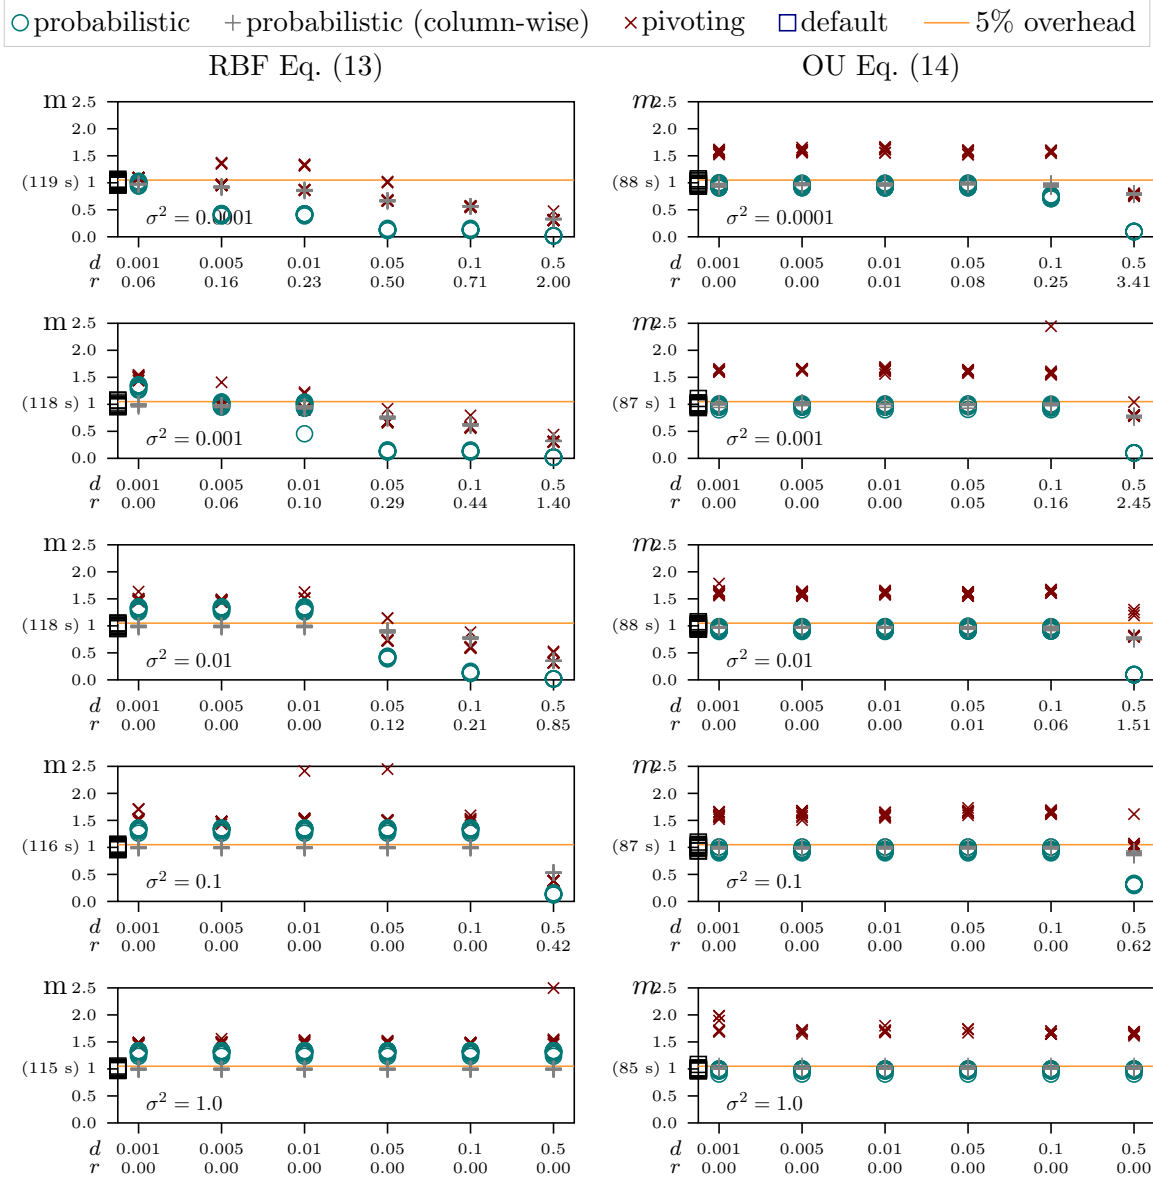 probabilistic probabilistic (column-wise) pivoting default 5% overhead
RBF Eq. (13) OU Eq. (14)
m 2.5 m 2.5
2.0 2.0
1.5 1.5
(119 s) 1 (88 s) 1
0.5 σ² = 0.0001 0.5 σ² = 0.0001
0.0 0.0
d 0.001 0.005 0.01 0.05 0.1 0.5 d 0.001 0.005 0.01 0.05 0.1 0.5
r 0.06 0.16 0.23 0.50 0.71 2.00 r 0.00 0.00 0.01 0.08 0.25 3.41
m 2.5 m 2.5
2.0 2.0
1.5 1.5
(118 s) 1 (87 s) 1
0.5 σ² = 0.001 0.5 σ² = 0.001
0.0 0.0
d 0.001 0.005 0.01 0.05 0.1 0.5 d 0.001 0.005 0.01 0.05 0.1 0.5
r 0.00 0.06 0.10 0.29 0.44 1.40 r 0.00 0.00 0.00 0.05 0.16 2.45
m 2.5 m 2.5
2.0 2.0
1.5 1.5
(118 s) 1 (88 s) 1
0.5 σ² = 0.01 0.5 σ² = 0.01
0.0 0.0
d 0.001 0.005 0.01 0.05 0.1 0.5 d 0.001 0.005 0.01 0.05 0.1 0.5
r 0.00 0.00 0.00 0.12 0.21 0.85 r 0.00 0.00 0.00 0.01 0.06 1.51
m 2.5 m 2.5
2.0 2.0
1.5 1.5
(116 s) 1 (87 s) 1
0.5 σ² = 0.1 0.5 σ² = 0.1
0.0 0.0
d 0.001 0.005 0.01 0.05 0.1 0.5 d 0.001 0.005 0.01 0.05 0.1 0.5
r 0.00 0.00 0.00 0.00 0.00 0.42 r 0.00 0.00 0.00 0.00 0.00 0.62
m 2.5 m 2.5
2.0 2.0
1.5 1.5
(115 s) 1 (85 s) 1
0.5 σ² = 1.0 0.5 σ² = 1.0
0.0 0.0
d 0.001 0.005 0.01 0.05 0.1 0.5 d 0.001 0.005 0.01 0.05 0.1 0.5
r 0.00 0.00 0.00 0.00 0.00 0.00 r 0.00 0.00 0.00 0.00 0.00 0.00